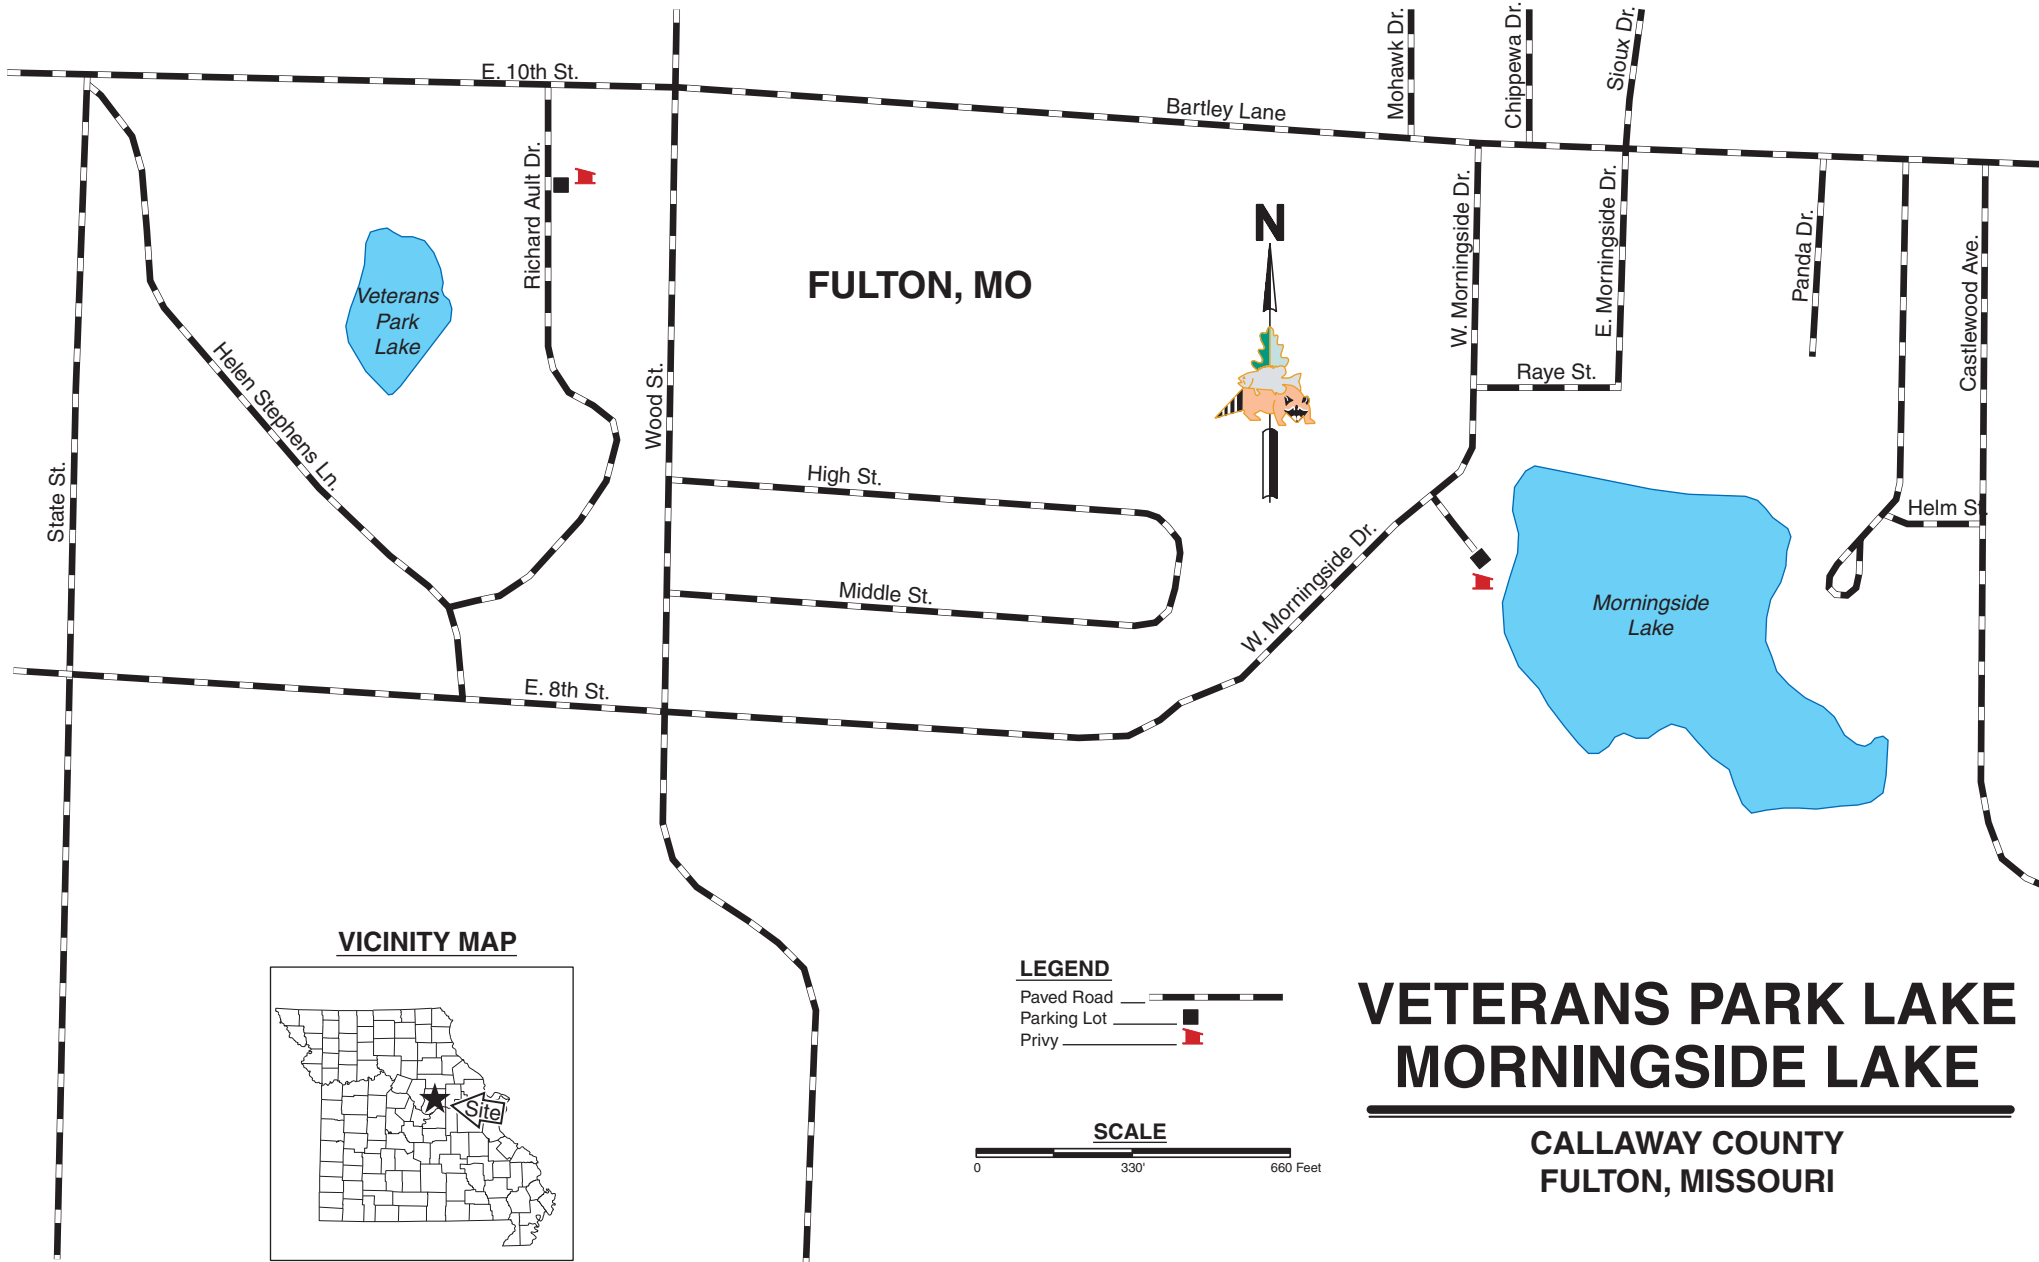 E. 10th St.
Bartley Lane
Mohawk Dr.
Chippewa Dr.
Sioux Dr.
Richard Ault Dr.
W. Morningside Dr.
E. Morningside Dr.
Panda Dr.
Castlewood Ave.
N
FULTON, MO
Veterans
Park
Lake
Helen Stephens Ln.
Wood St.
State St.
Raye St.
High St.
Helm St.
Middle St.
W. Morningside Dr.
Morningside
Lake
E. 8th St.
VICINITY MAP
Site
LEGEND
Paved Road
Parking Lot
Privy
SCALE
0 330' 660 Feet
VETERANS PARK LAKE
MORNINGSIDE LAKE
CALLAWAY COUNTY
FULTON, MISSOURI